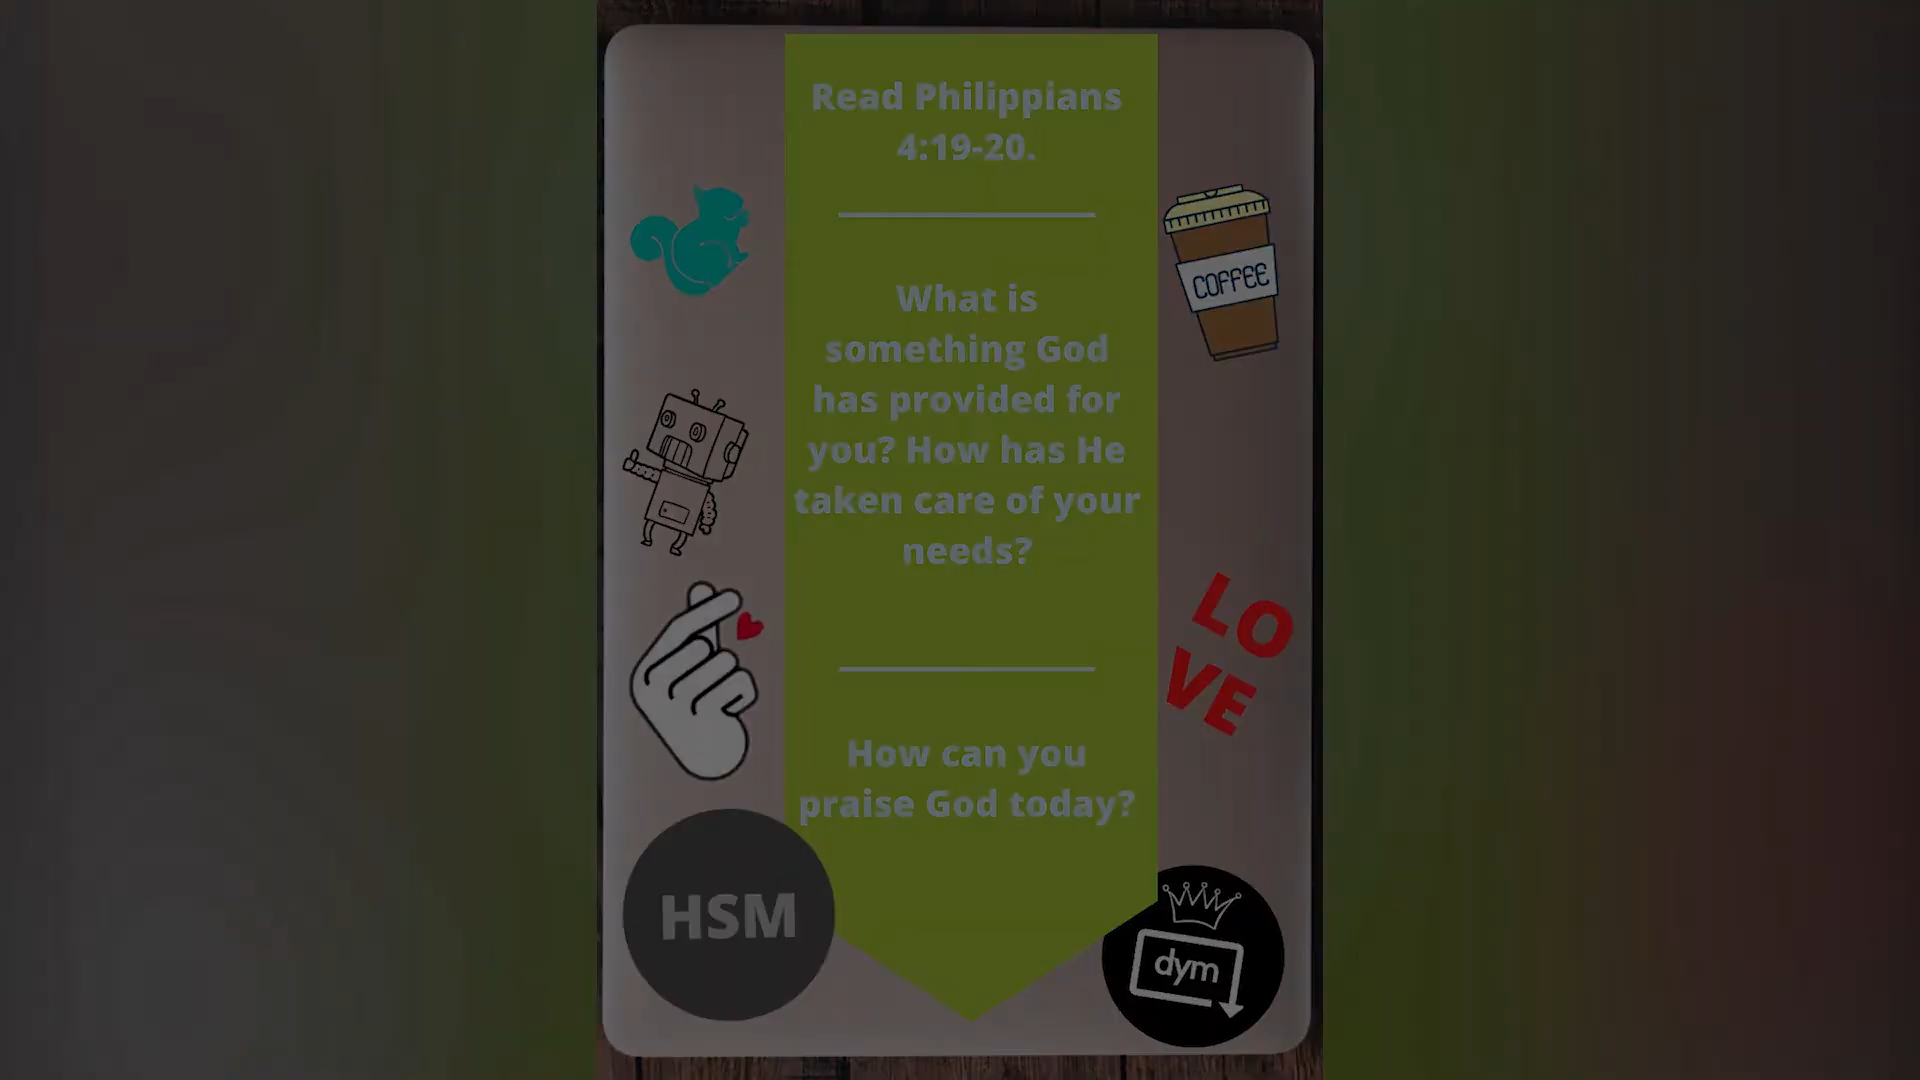 Read Philippians
4:19-20.
What is
something God
has provided for
you? How has He
taken care of your
needs?
How can you
praise God today?
COFFEE
LO
VE
HSM
dym